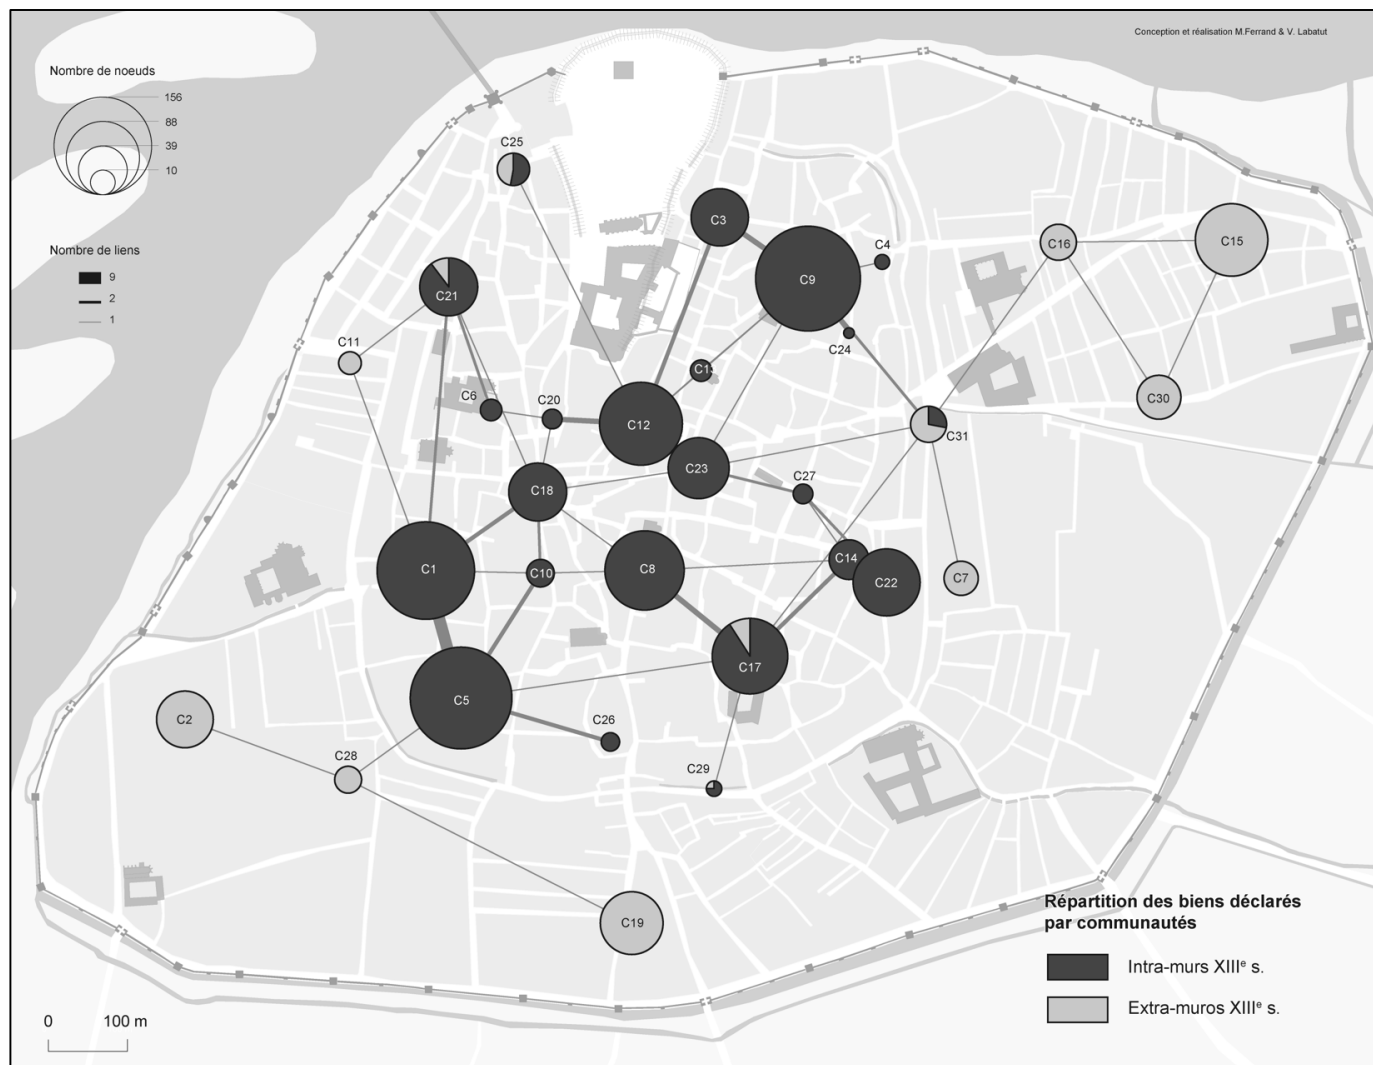 Conception et réalisation M.Ferrand & V. Labatut
Nombre de noeuds
156
88
39
10
Nombre de liens
9
2
1
C25
C3
C4
C9
C16
C15
C21
C24
C11
C13
C6
C20
C12
C30
C31
C23
C27
C18
C14
C1
C10
C8
C22
C7
C17
C5
C2
C26
C28
C29
C19
Répartition des biens déclarés
par communautés
Intra-murs XIIIe s.
Extra-muros XIIIe s.
0 100 m